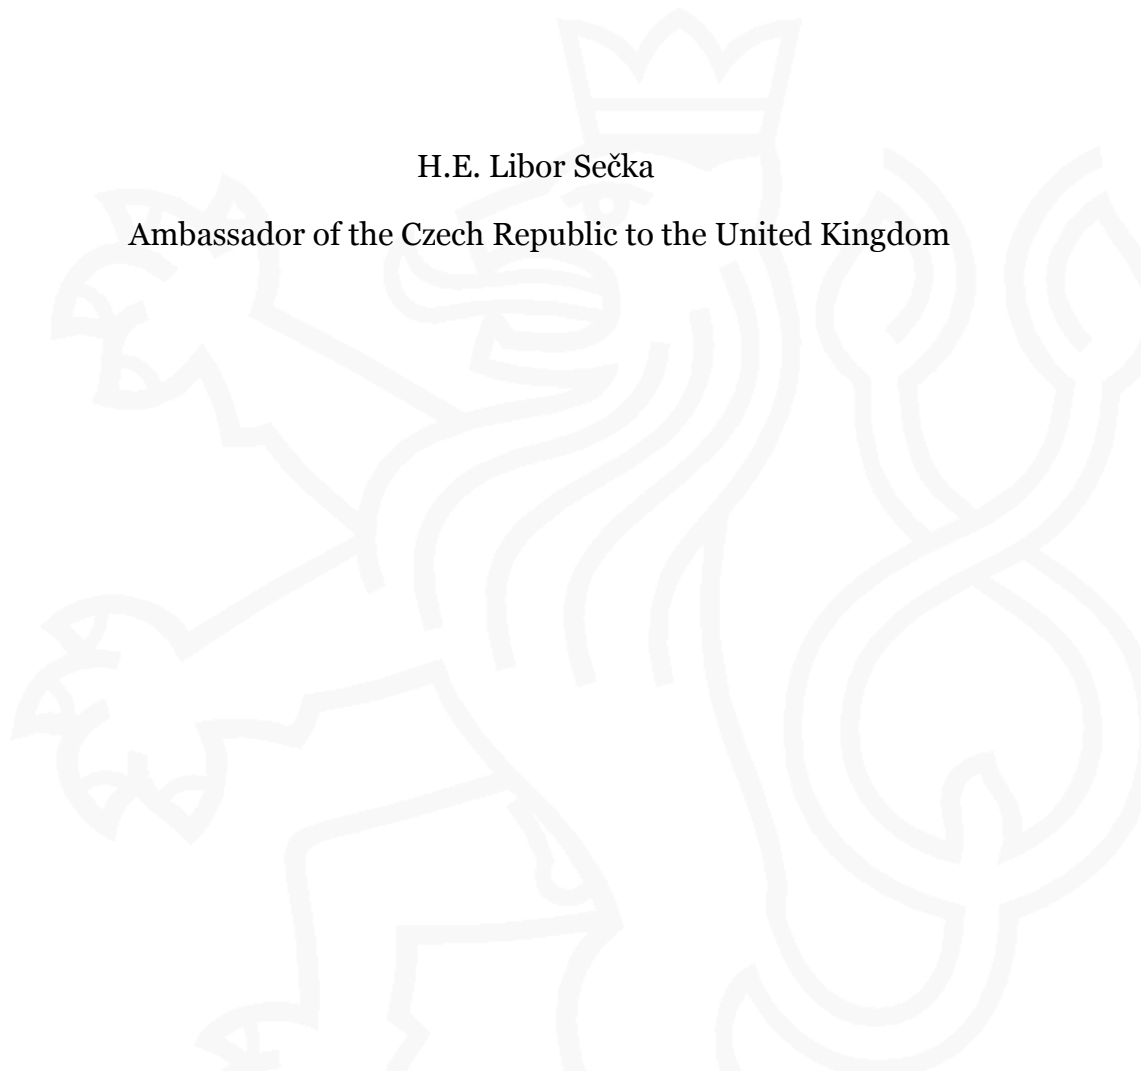 H.E. Libor Sečka
Ambassador of the Czech Republic to the United Kingdom